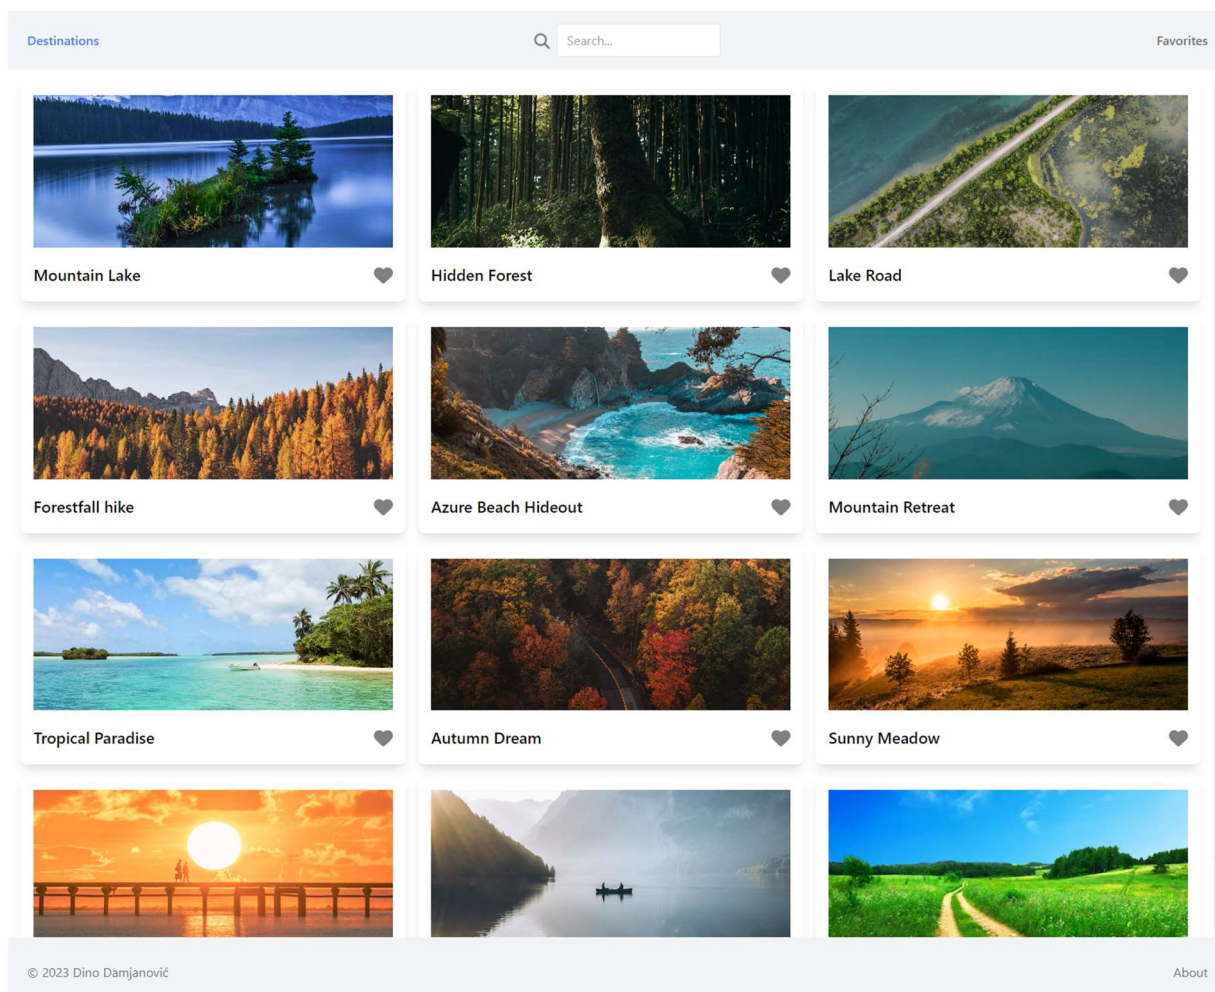 Destinations
Search...
Favorites
Mountain Lake
Hidden Forest
Lake Road
Forestfall hike
Azure Beach Hideout
Mountain Retreat
Tropical Paradise
Autumn Dream
Sunny Meadow
© 2023 Dino Damjanović
About